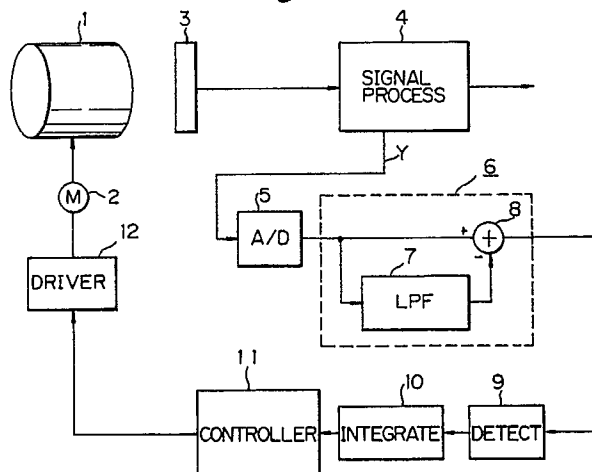 1
3
4
SIGNAL
PROCESS
M
2
Y
6
5
A/D
+
8
+
-
7
LPF
12
DRIVER
11
CONTROLLER
10
INTEGRATE
9
DETECT